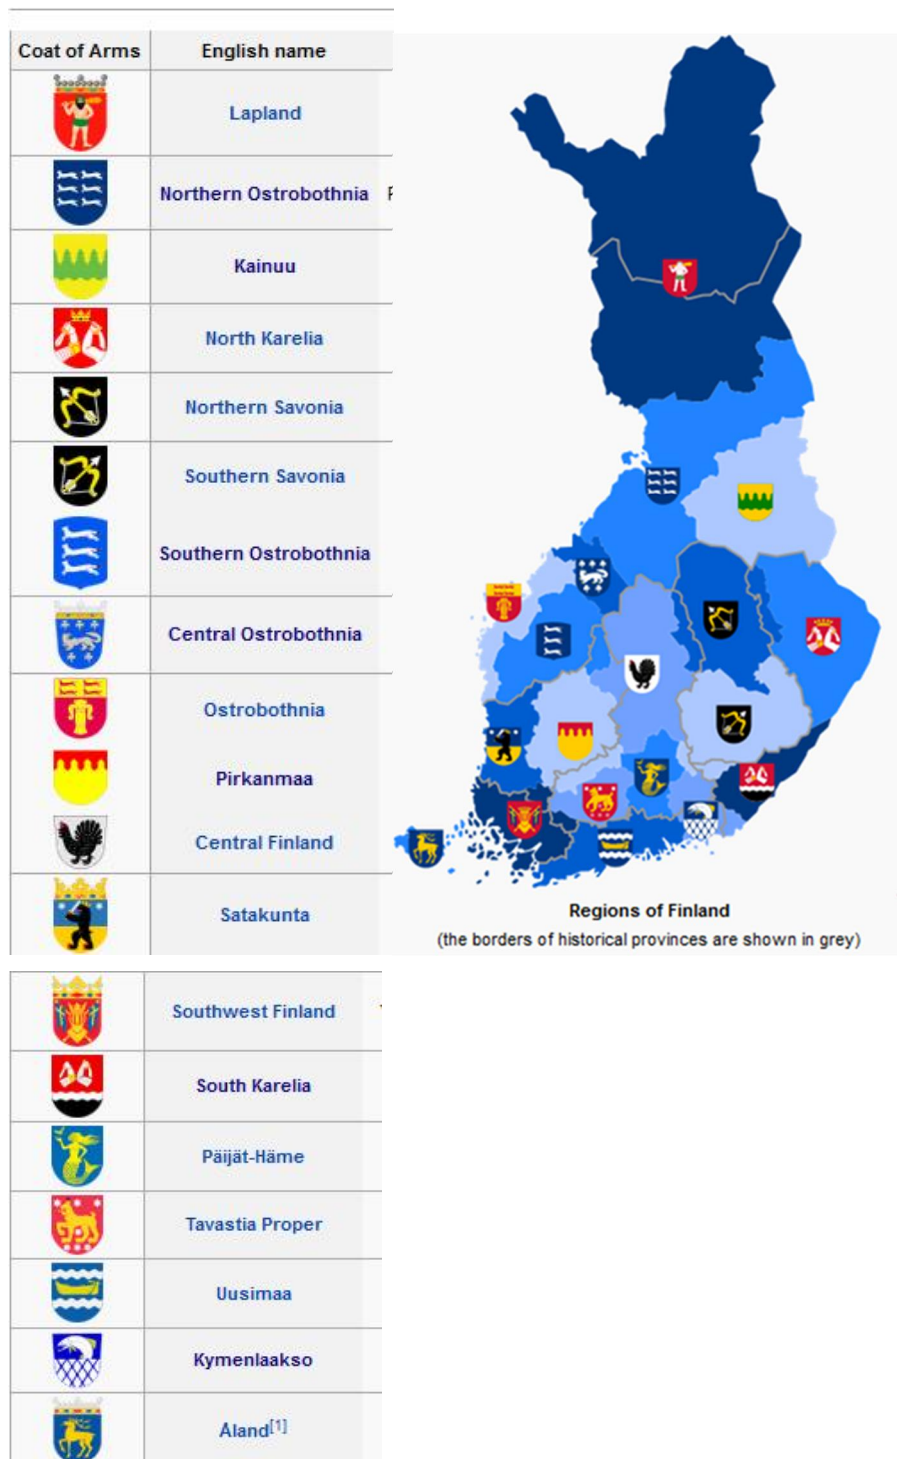 Coat of Arms English name
Lapland
Northern Ostrobothnia
Kainuu
North Karelia
Northern Savonia
Southern Savonia
Southern Ostrobothnia
Central Ostrobothnia
Ostrobothnia
Pirkanmaa
Central Finland
Satakunta
Regions of Finland
(the borders of historical provinces are shown in grey)
Southwest Finland
South Karelia
Päijät-Häme
Tavastia Proper
Uusimaa
Kymenlaakso
Åland[1]